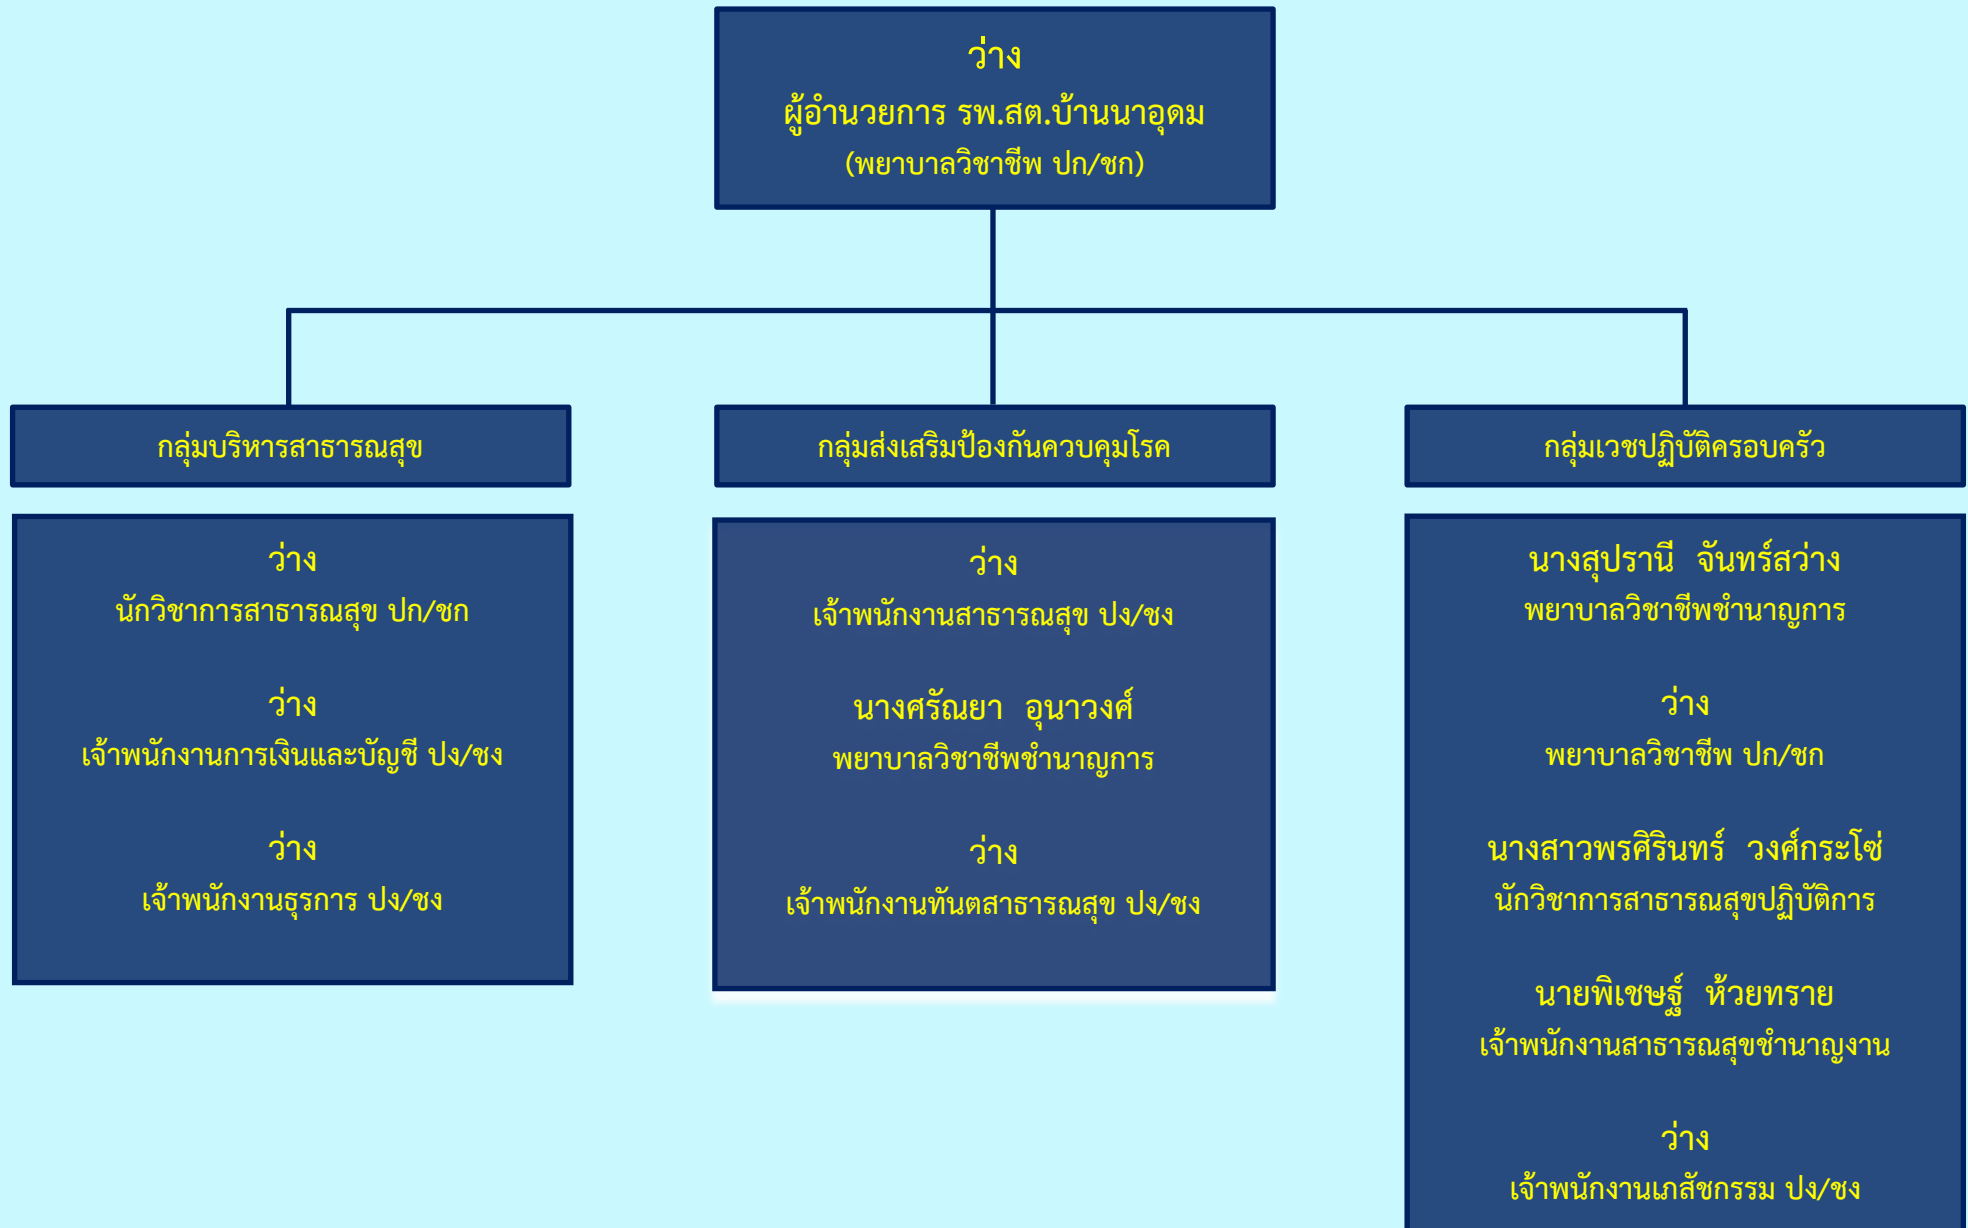 ว่าง
ผู้อำนวยการ รพ.สต.บ้านนาอุดม
(พยาบาลวิชาชีพ ปก/ชก)
กลุ่มบริหารสาธารณสุข
ว่าง
นักวิชาการสาธารณสุข ปก/ชก
ว่าง
เจ้าพนักงานการเงินและบัญชี ปง/ชง
ว่าง
เจ้าพนักงานธุรการ ปง/ชง
กลุ่มส่งเสริมป้องกันควบคุมโรค
ว่าง
เจ้าพนักงานสาธารณสุข ปง/ชง
นางศรัณยา อุนาวงศ์
พยาบาลวิชาชีพชำนาญการ
ว่าง
เจ้าพนักงานทันตสาธารณสุข ปง/ชง
กลุ่มเวชปฏิบัติครอบครัว
นางสุปรานี จันทร์สว่าง
พยาบาลวิชาชีพชำนาญการ
ว่าง
พยาบาลวิชาชีพ ปก/ชก
นางสาวพรศิรินทร์ วงศ์กระโซ่
นักวิชาการสาธารณสุขปฏิบัติการ
นายพิเชษฐ์ ห้วยทราย
เจ้าพนักงานสาธารณสุขชำนาญงาน
ว่าง
เจ้าพนักงานเภสัชกรรม ปง/ชง